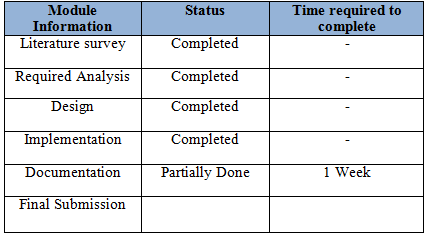 Module Information Status Time required to complete
Literature survey Completed -
Required Analysis Completed -
Design Completed -
Implementation Completed -
Documentation Partially Done 1 Week
Final Submission